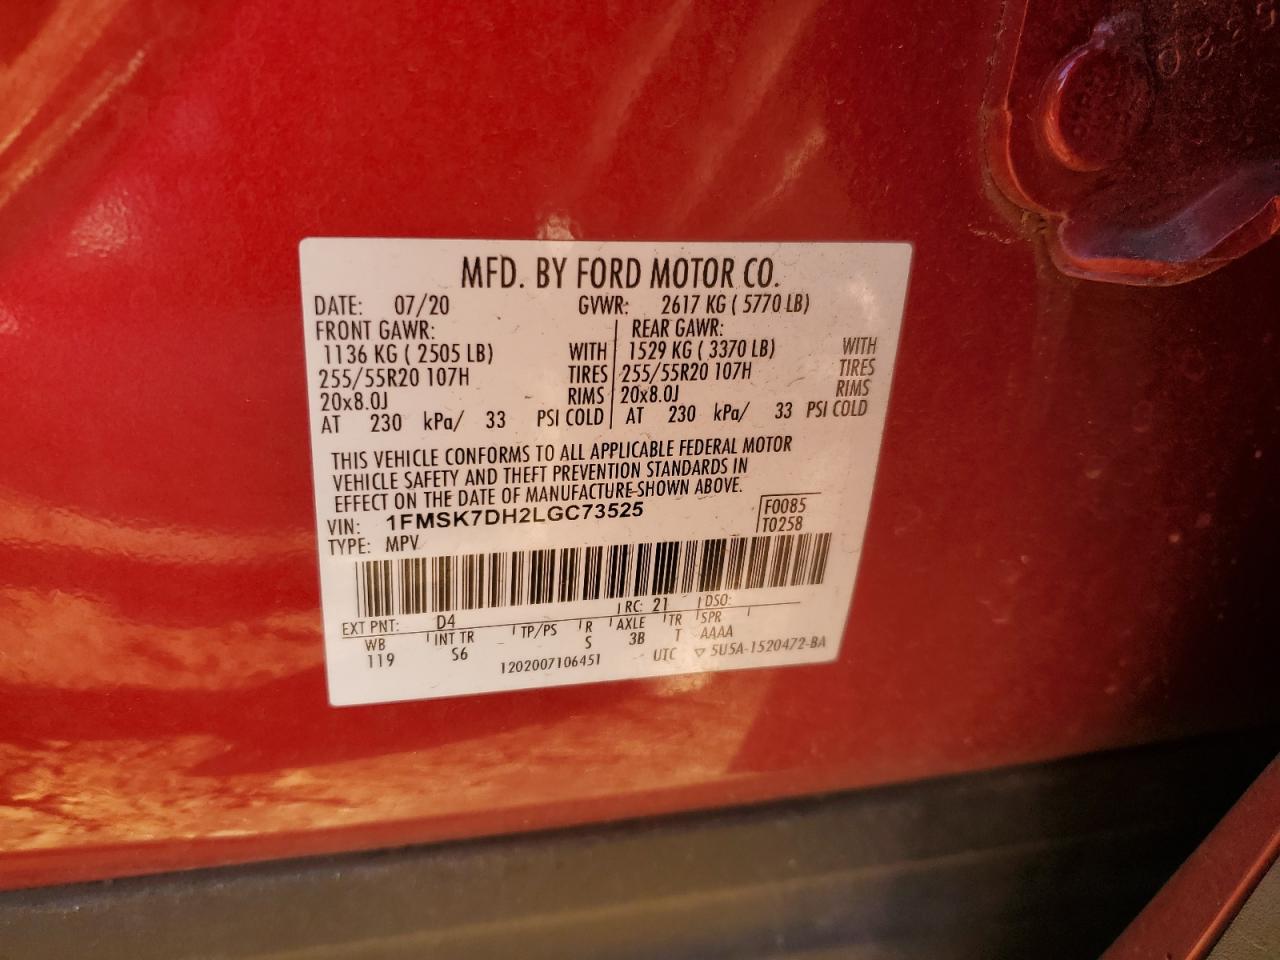 MFD. BY FORD MOTOR CO.
DATE: 07/20 GVWR: 2617 KG ( 5770 LB)
FRONT GAWR: REAR GAWR:
1136 KG ( 2505 LB) WITH 1529 KG ( 3370 LB) WITH
255/55R20 107H TIRES 255/55R20 107H TIRES
20x8.0J RIMS 20x8.0J RIMS
AT 230 kPa/ 33 PSI COLD AT 230 kPa/ 33 PSI COLD
THIS VEHICLE CONFORMS TO ALL APPLICABLE FEDERAL MOTOR
VEHICLE SAFETY AND THEFT PREVENTION STANDARDS IN
EFFECT ON THE DATE OF MANUFACTURE SHOWN ABOVE.
VIN: 1FMSK7DH2LGC73525 F0085
TYPE: MPV T0258
EXT PNT: D4 RC: 21 DSO:
WB INT TR TP/PS R AXLE TR SPR
119 S6 S 3B T AAAA
1202007106451 UTC ▽ 5U5A-1520472-BA